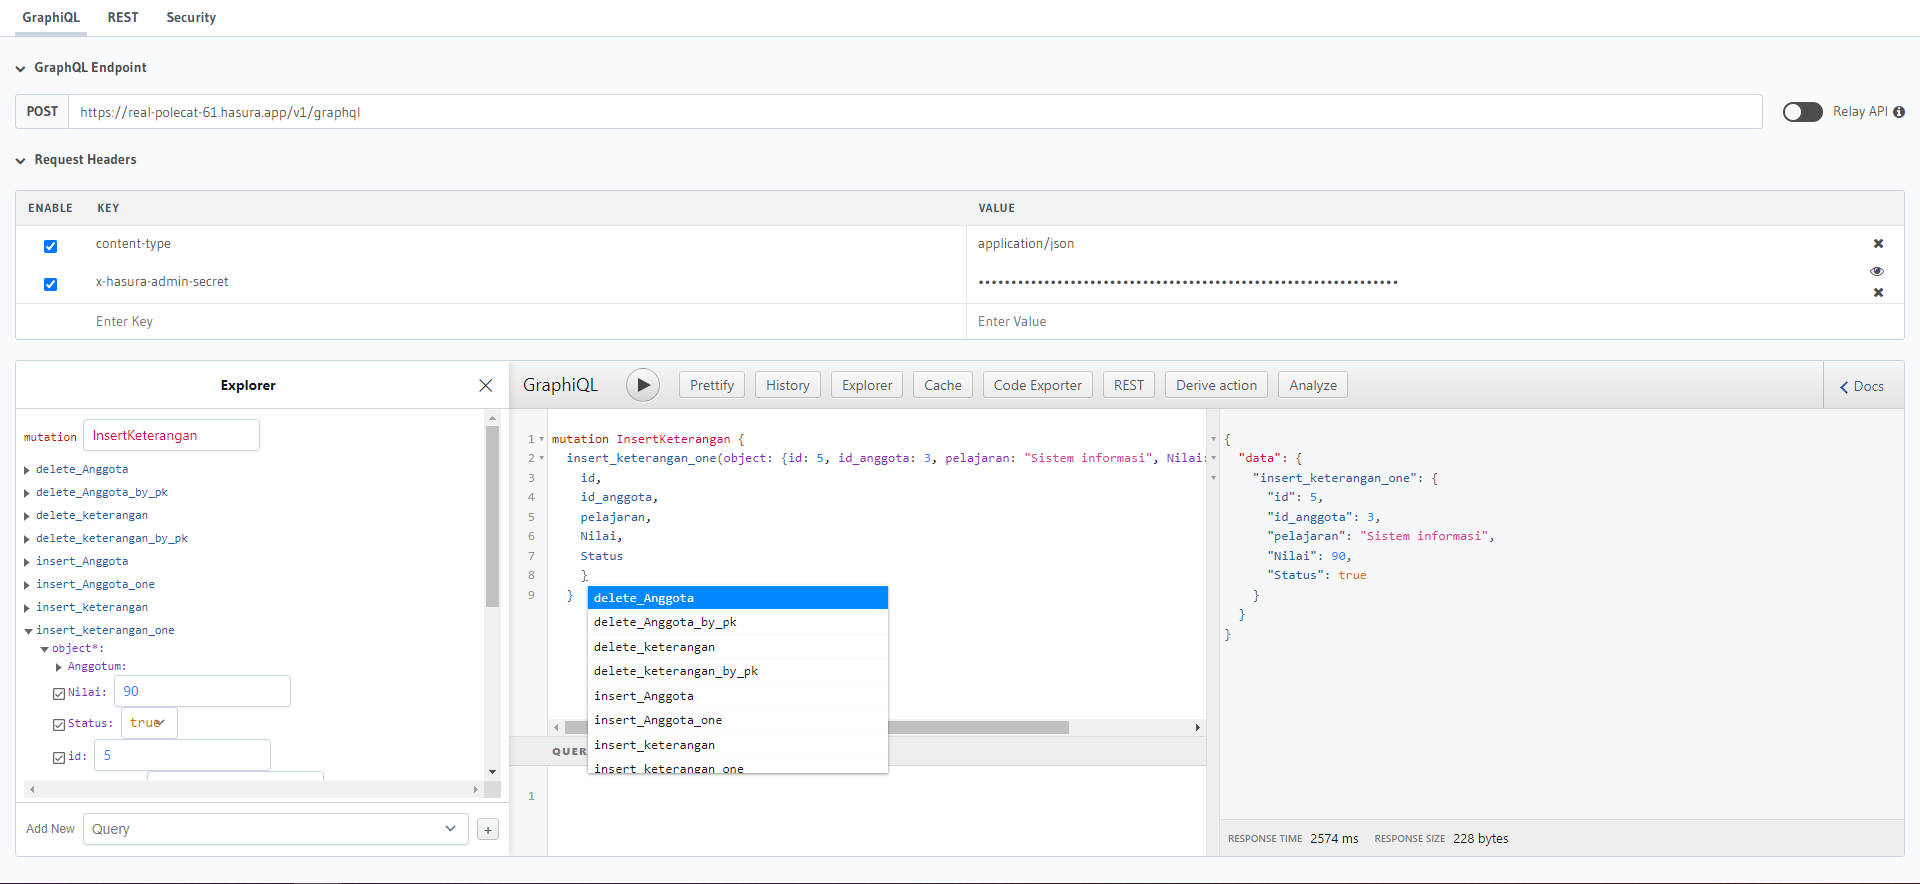 GraphiQL REST Security
GraphQL Endpoint
POST https://real-polecat-61.hasura.app/v1/graphql Relay API
Request Headers
ENABLE KEY VALUE
content-type application/json
x-hasura-admin-secret ••••••••••••••••••••••••••••••••••••••••••••••••••••••••••••••••
Enter Key Enter Value
Explorer
mutation InsertKeterangan
delete_Anggota
delete_Anggota_by_pk
delete_keterangan
delete_keterangan_by_pk
insert_Anggota
insert_Anggota_one
insert_keterangan
insert_keterangan_one
object*:
Anggotum:
Nilai: 90
Status: true
id: 5
Add New Query +
GraphiQL Prettify History Explorer Cache Code Exporter REST Derive action Analyze Docs
1 mutation InsertKeterangan {
2 insert_keterangan_one(object: {id: 5, id_anggota: 3, pelajaran: "Sistem informasi", Nilai:
3 id,
4 id_anggota,
5 pelajaran,
6 Nilai,
7 Status
8 }
9 }
delete_Anggota
delete_Anggota_by_pk
delete_keterangan
delete_keterangan_by_pk
insert_Anggota
insert_Anggota_one
insert_keterangan
insert_keterangan_one
QUER
1
{
"data": {
"insert_keterangan_one": {
"id": 5,
"id_anggota": 3,
"pelajaran": "Sistem informasi",
"Nilai": 90,
"Status": true
}
}
}
RESPONSE TIME 2574 ms RESPONSE SIZE 228 bytes